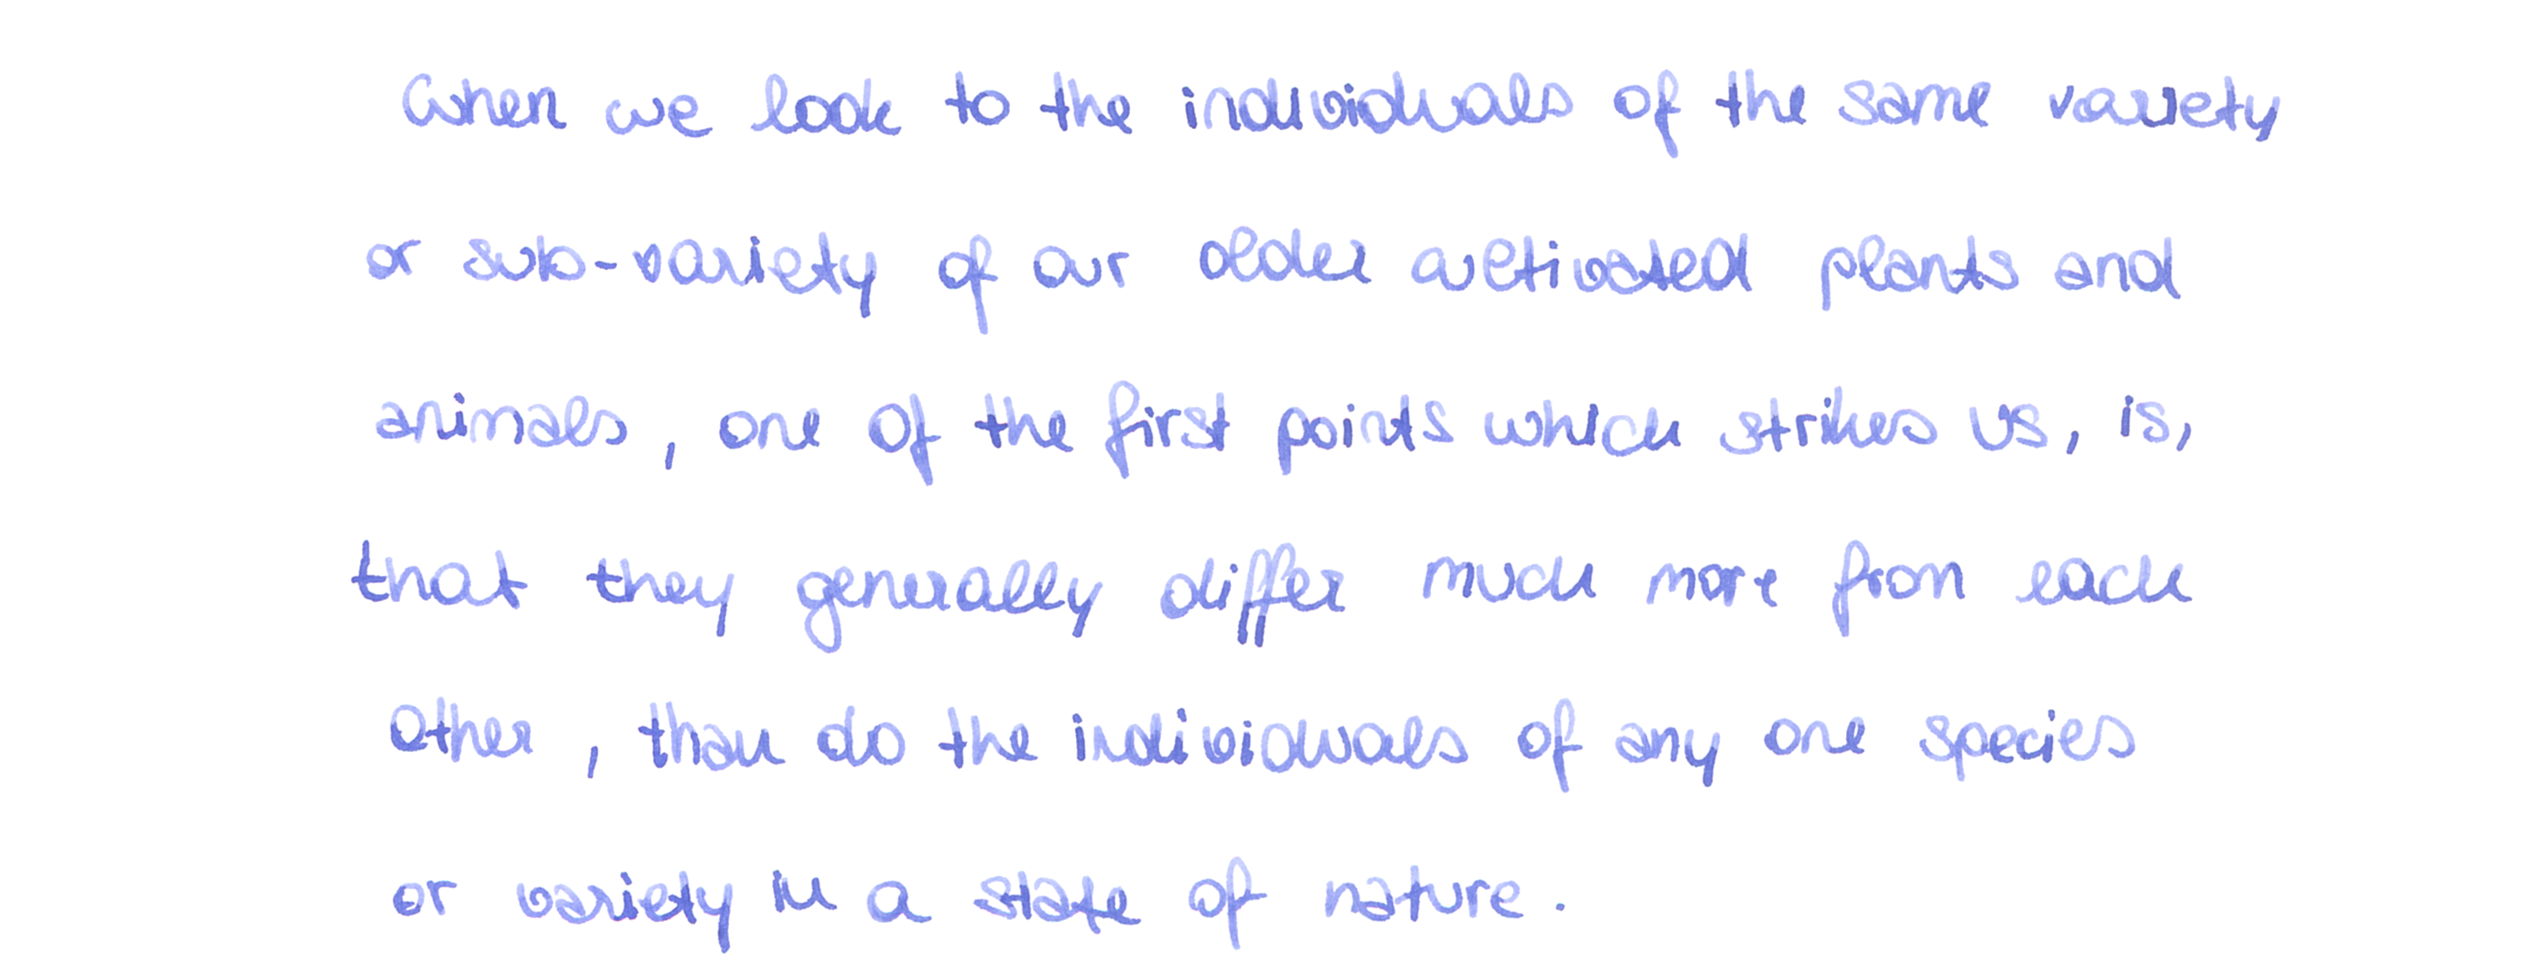 When we look to the individuals of the same variety
or sub-variety of our older cultivated plants and
animals, one of the first points which strikes us, is,
that they generally differ much more from each
other, than do the individuals of any one species
or variety in a state of nature.